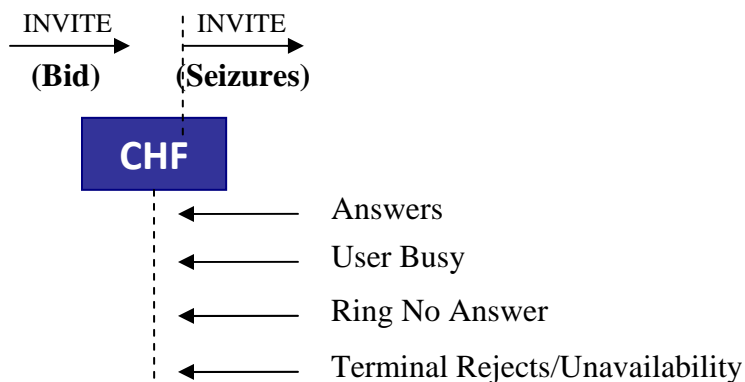 INVITE INVITE
(Bid) (Seizures)
CHF
Answers
User Busy
Ring No Answer
Terminal Rejects/Unavailability